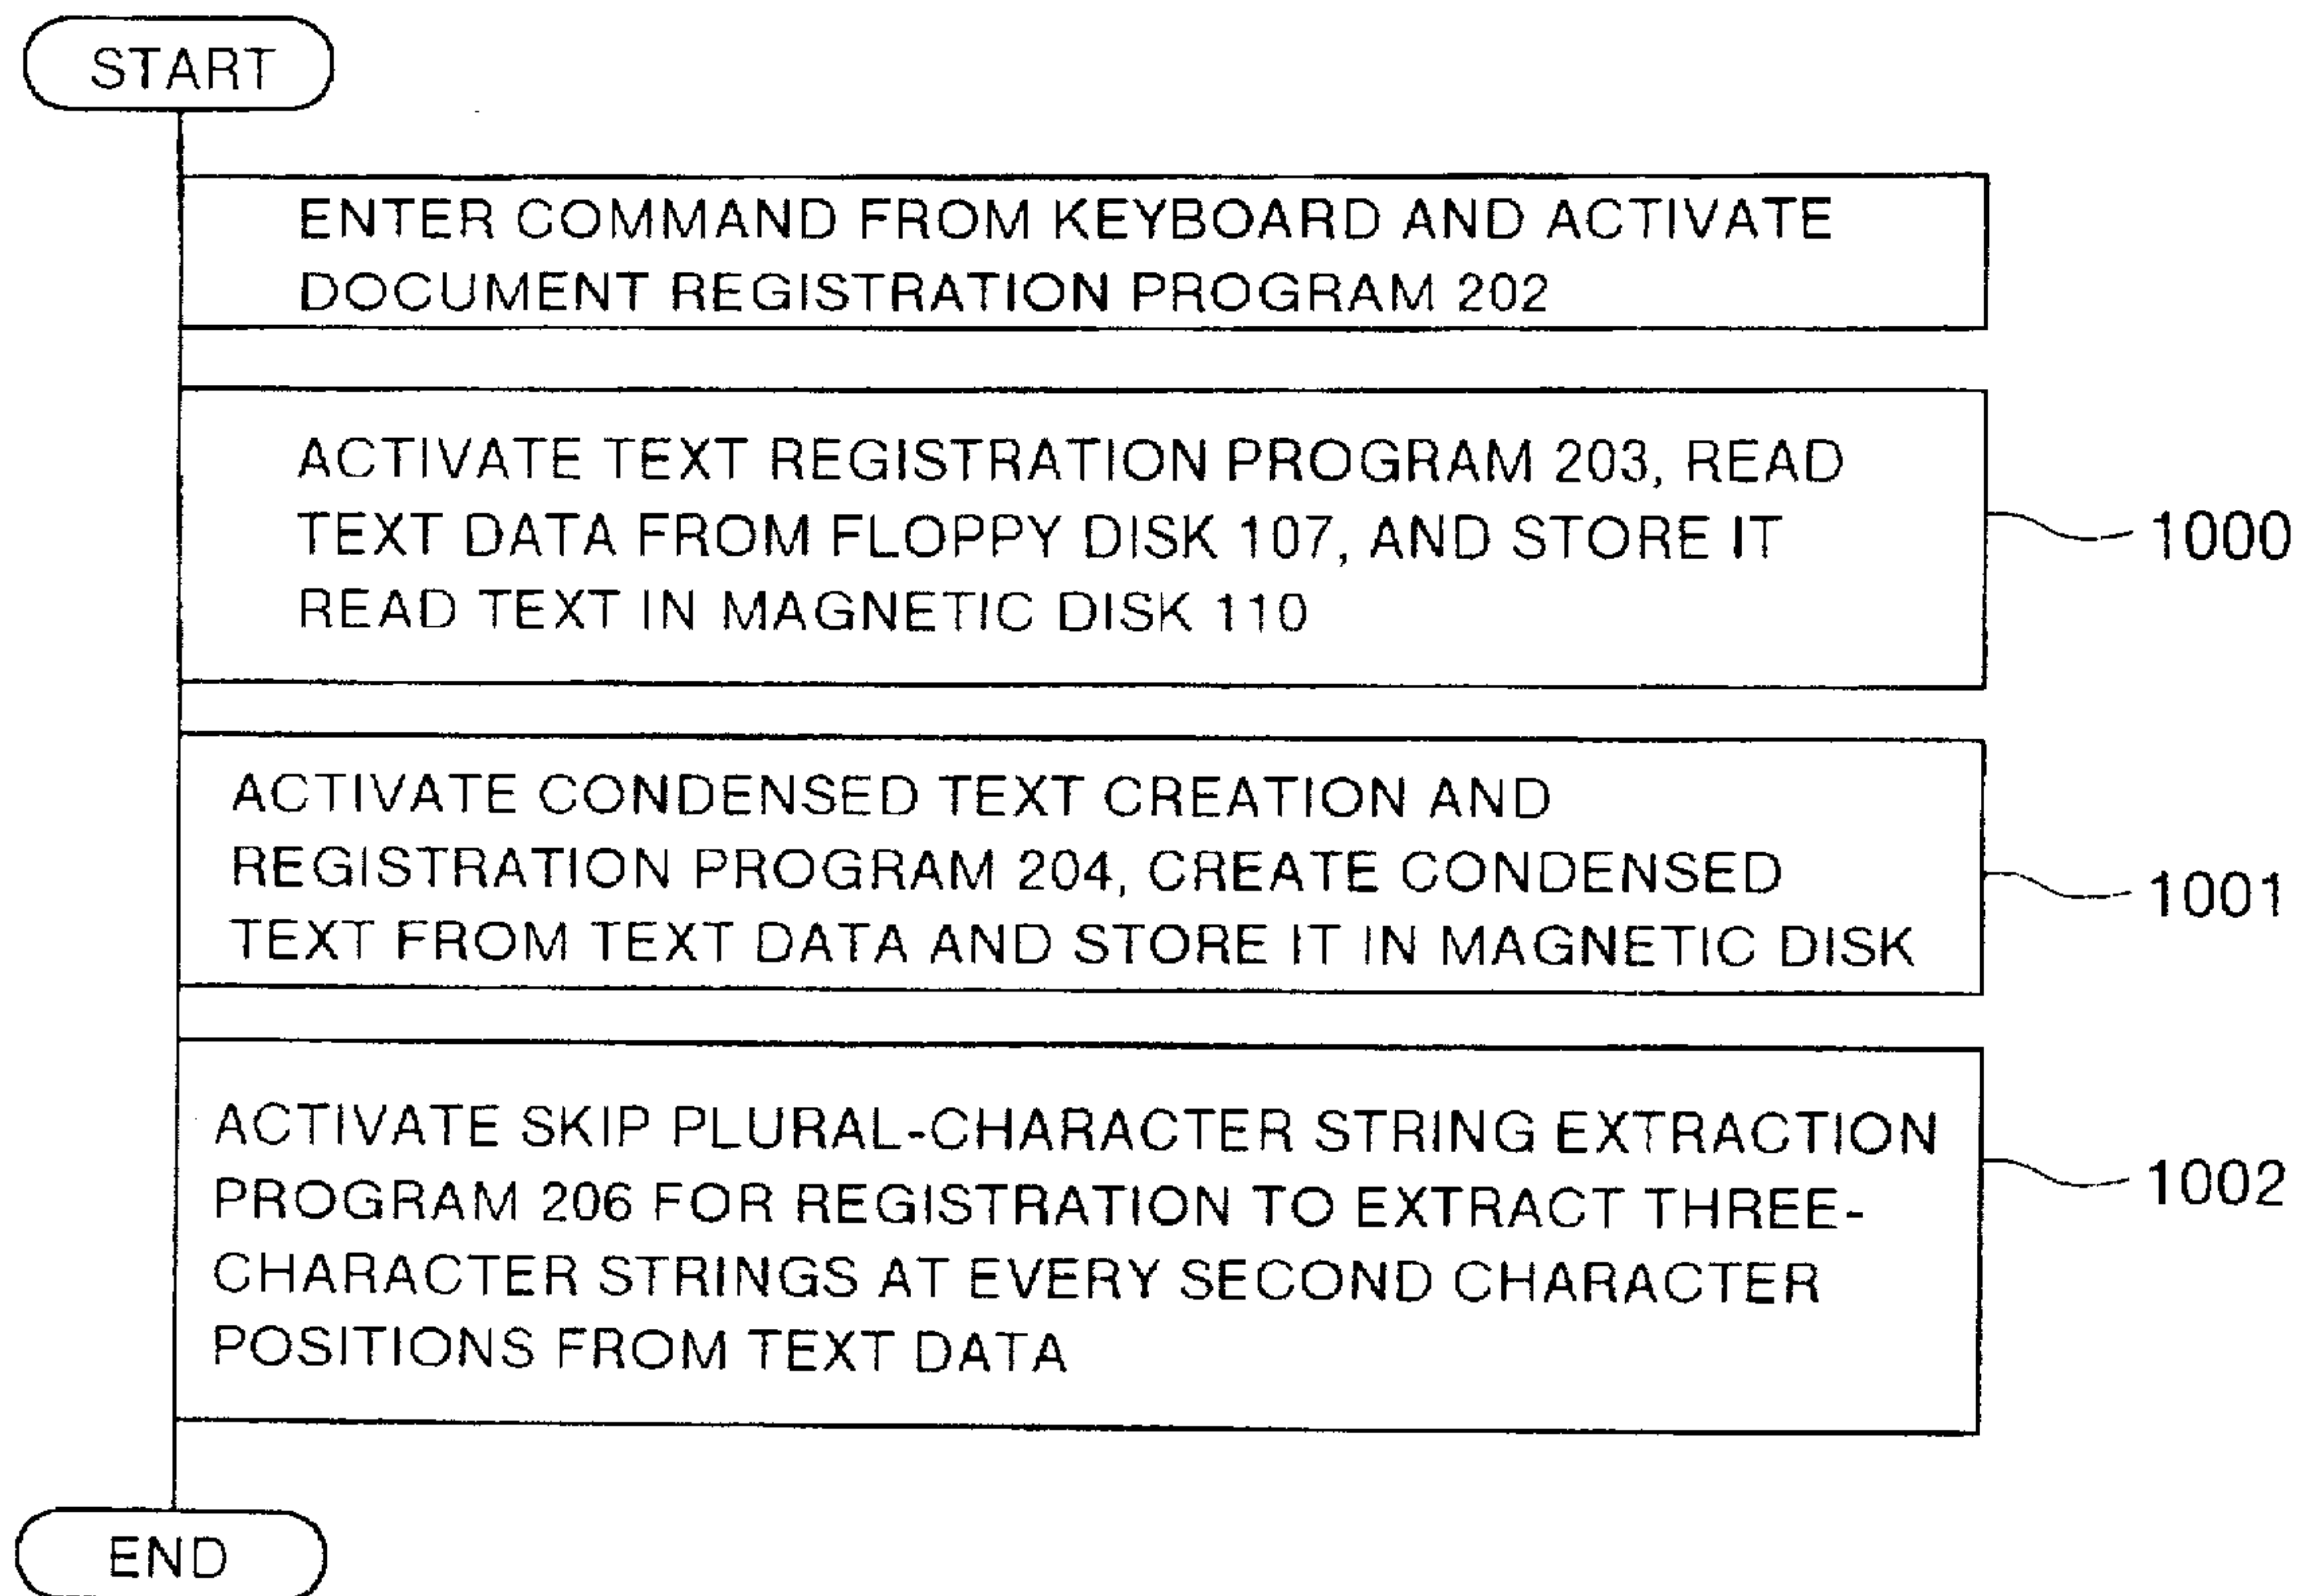 START
ENTER COMMAND FROM KEYBOARD AND ACTIVATE
DOCUMENT REGISTRATION PROGRAM 202
ACTIVATE TEXT REGISTRATION PROGRAM 203, READ
TEXT DATA FROM FLOPPY DISK 107, AND STORE IT
READ TEXT IN MAGNETIC DISK 110
1000
ACTIVATE CONDENSED TEXT CREATION AND
REGISTRATION PROGRAM 204, CREATE CONDENSED
TEXT FROM TEXT DATA AND STORE IT IN MAGNETIC DISK
1001
ACTIVATE SKIP PLURAL-CHARACTER STRING EXTRACTION
PROGRAM 206 FOR REGISTRATION TO EXTRACT THREE-
CHARACTER STRINGS AT EVERY SECOND CHARACTER
POSITIONS FROM TEXT DATA
1002
END